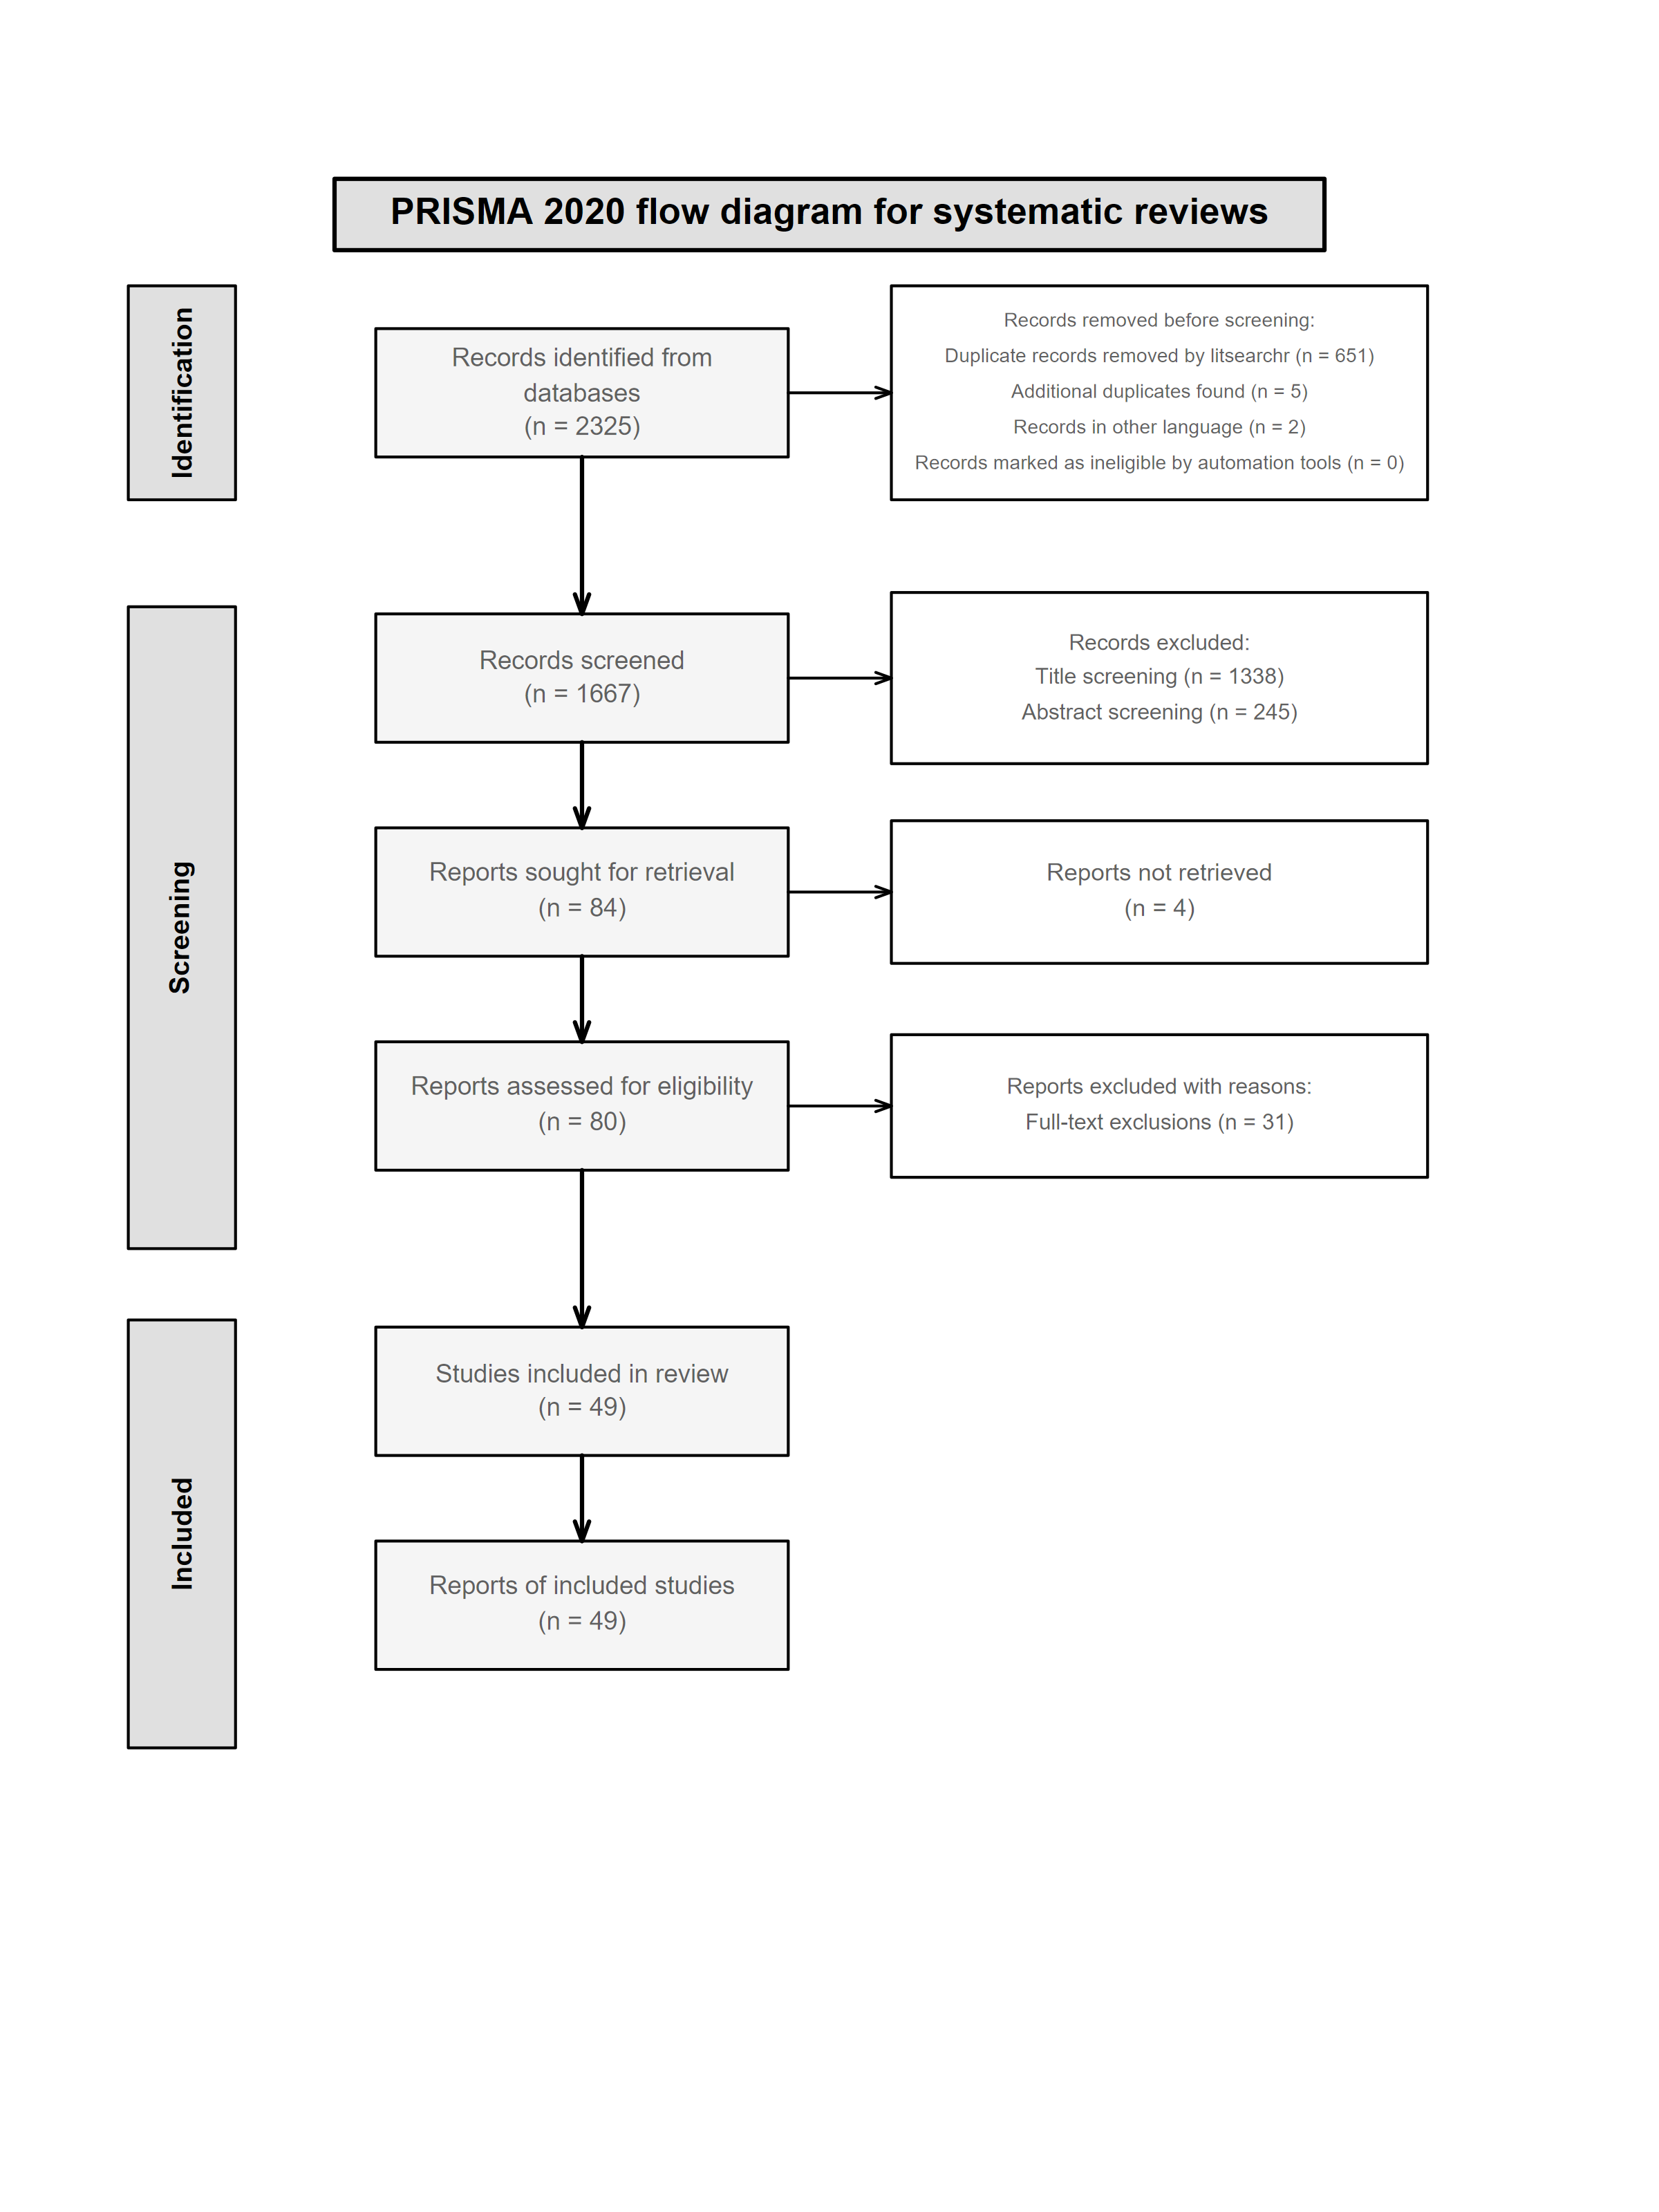 PRISMA 2020 flow diagram for systematic reviews
Identification
Records identified from
databases
(n = 2325)
Records removed before screening:
Duplicate records removed by litsearchr (n = 651)
Additional duplicates found (n = 5)
Records in other language (n = 2)
Records marked as ineligible by automation tools (n = 0)
Screening
Records screened
(n = 1667)
Records excluded:
Title screening (n = 1338)
Abstract screening (n = 245)
Reports sought for retrieval
(n = 84)
Reports not retrieved
(n = 4)
Reports assessed for eligibility
(n = 80)
Reports excluded with reasons:
Full-text exclusions (n = 31)
Included
Studies included in review
(n = 49)
Reports of included studies
(n = 49)